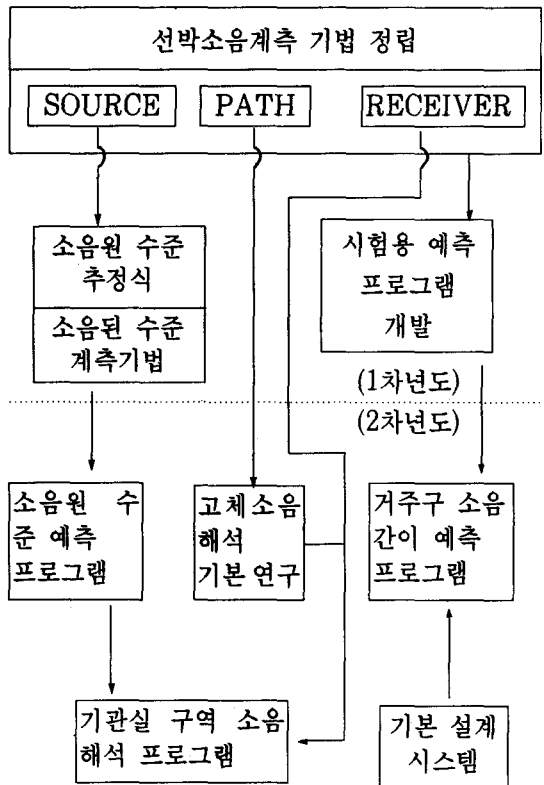 선박소음계측 기법 정립
SOURCE
PATH
RECEIVER
소음원 수준
추정식
소음된 수준
계측기법
시험용 예측
프로그램
개발
(1차년도)
(2차년도)
소음원 수
준 예측
프로그램
고체소음
해석
기본 연구
거주구 소음
간이 예측
프로그램
기관실 구역 소음
해석 프로그램
기본 설계
시스템